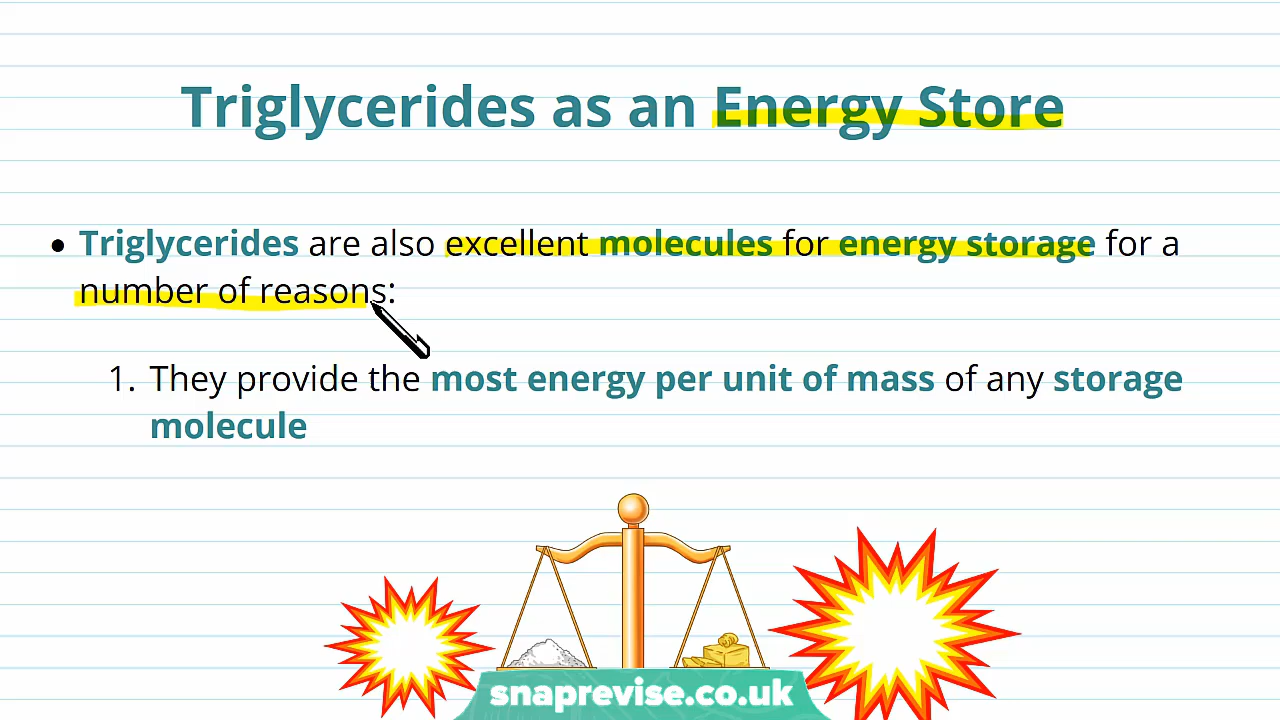 Triglycerides as an Energy Store
• Triglycerides are also excellent molecules for energy storage for a
number of reasons:
1. They provide the most energy per unit of mass of any storage
molecule
snaprevise.co.uk